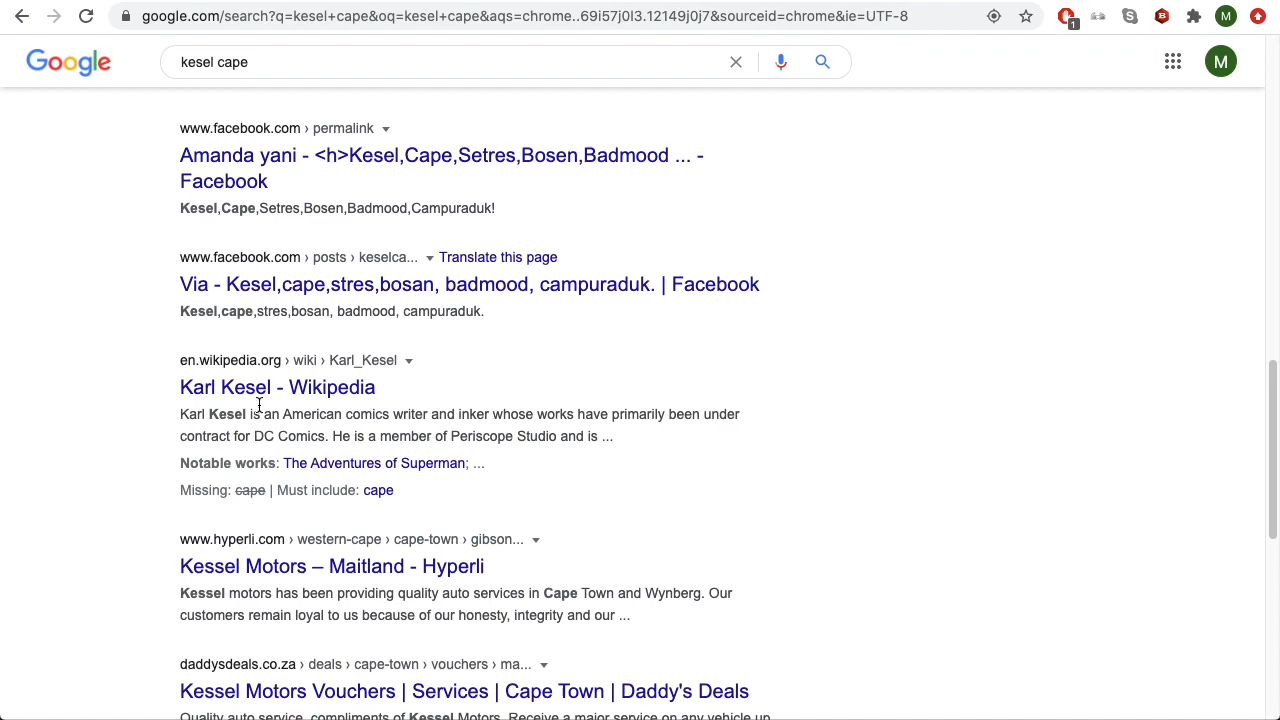 google.com/search?q=kesel+cape&oq=kesel+cape&aqs=chrome..69i57j0l3.12149j0j7&sourceid=chrome&ie=UTF-8
1
M
Google
kesel cape
M
www.facebook.com › permalink
Amanda yani - <h>Kesel,Cape,Setres,Bosen,Badmood ... -
Facebook
Kesel,Cape,Setres,Bosen,Badmood,Campuraduk!
www.facebook.com › posts › keselca... Translate this page
Via - Kesel,cape,stres,bosan, badmood, campuraduk. | Facebook
Kesel,cape,stres,bosan, badmood, campuraduk.
en.wikipedia.org › wiki › Karl_Kesel
Karl Kesel - Wikipedia
Karl Kesel is an American comics writer and inker whose works have primarily been under
contract for DC Comics. He is a member of Periscope Studio and is ...
Notable works: The Adventures of Superman; ...
Missing: cape | Must include: cape
www.hyperli.com › western-cape › cape-town › gibson...
Kessel Motors – Maitland - Hyperli
Kessel motors has been providing quality auto services in Cape Town and Wynberg. Our
customers remain loyal to us because of our honesty, integrity and our ...
daddysdeals.co.za › deals › cape-town › vouchers › ma...
Kessel Motors Vouchers | Services | Cape Town | Daddy's Deals
Quality auto service, compliments of Kessel Motors. Receive a major service on any vehicle up